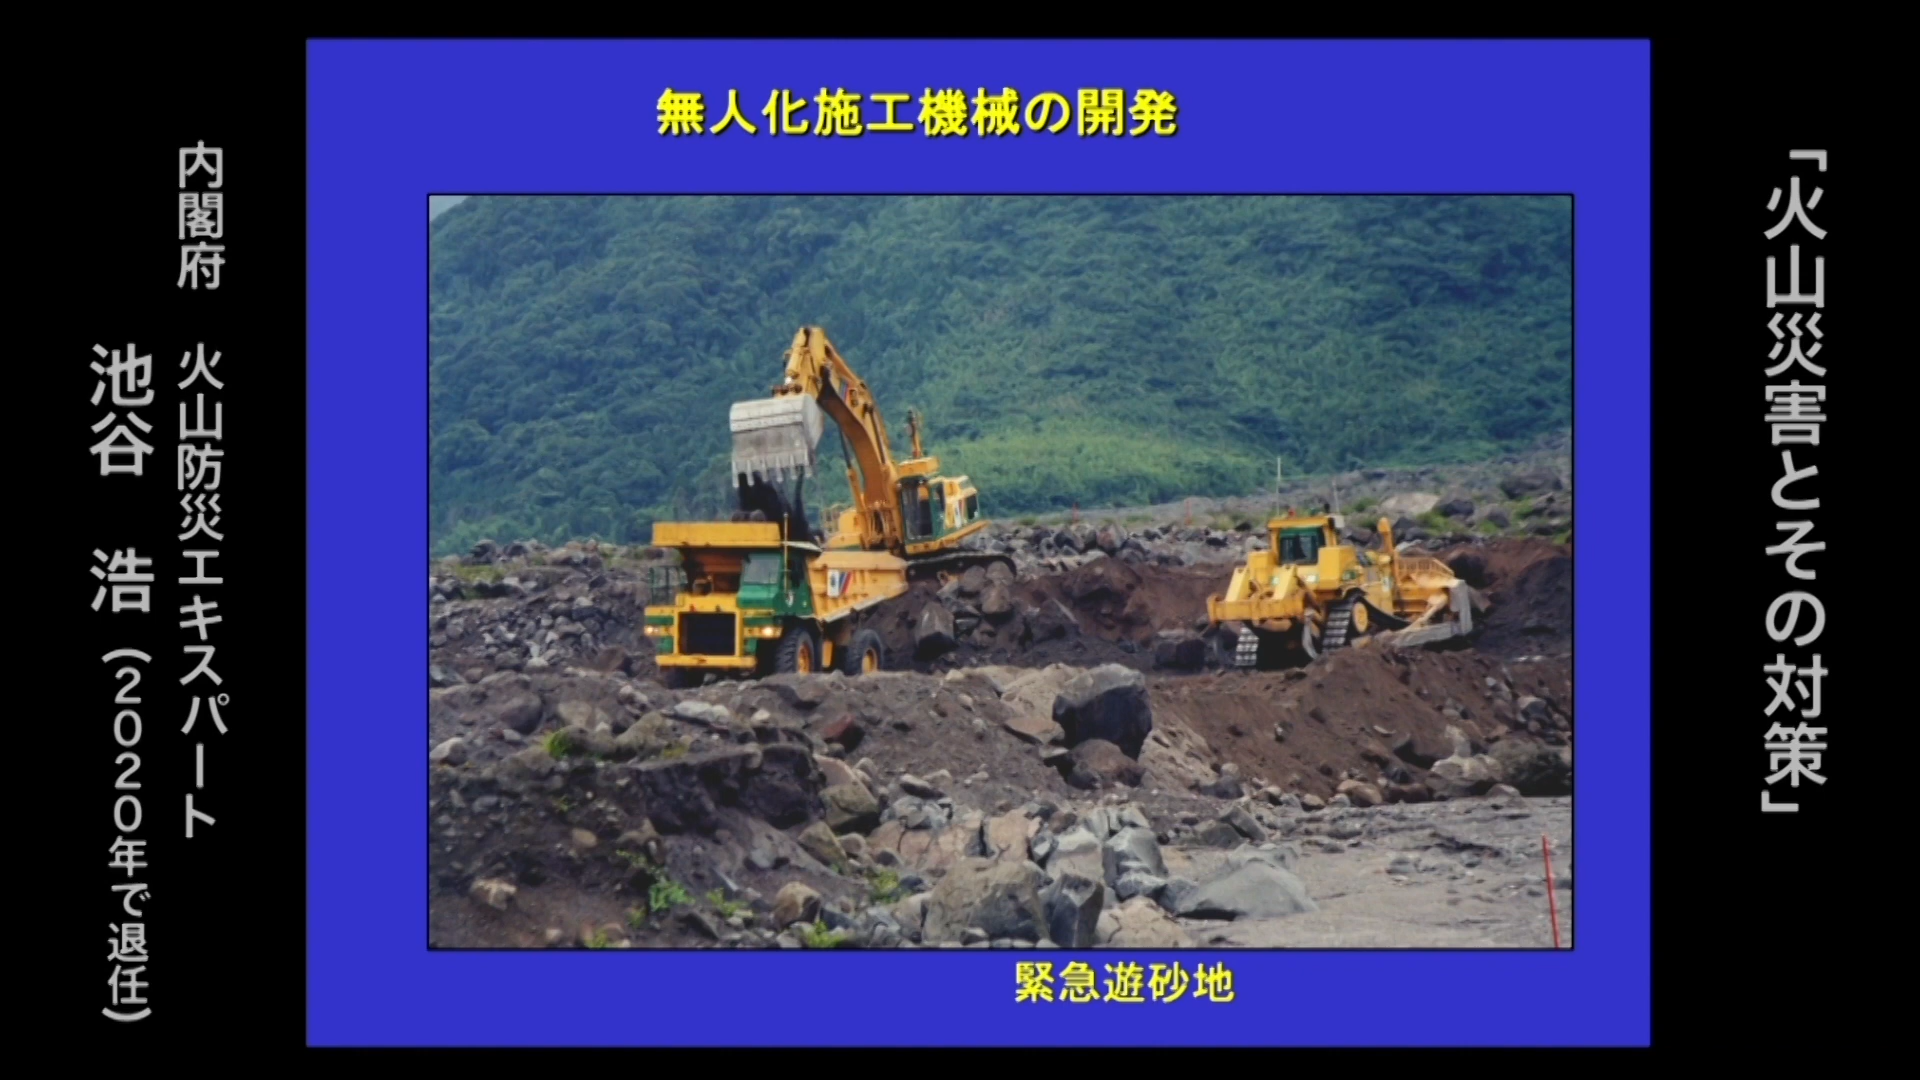 「火山災害とその対策」
無人化施工機械の開発
緊急遊砂地
内閣府 火山防災エキスパート
池谷 浩（2020年で退任）